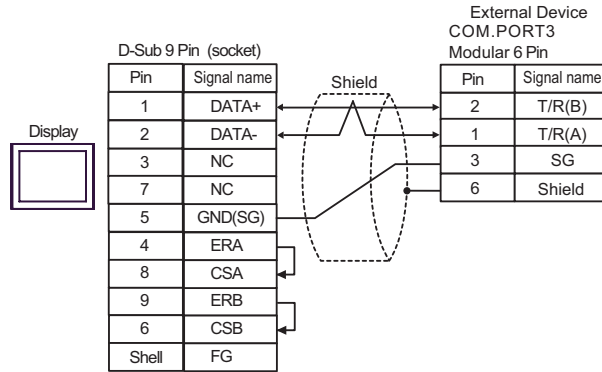 External Device
COM.PORT3
D-Sub 9 Pin (socket)
Modular 6 Pin
Pin Signal name
Shield
Pin Signal name
1 DATA+
2 T/R(B)
Display
2 DATA-
1 T/R(A)
3 NC
3 SG
7 NC
6 Shield
5 GND(SG)
4 ERA
8 CSA
9 ERB
6 CSB
Shell FG